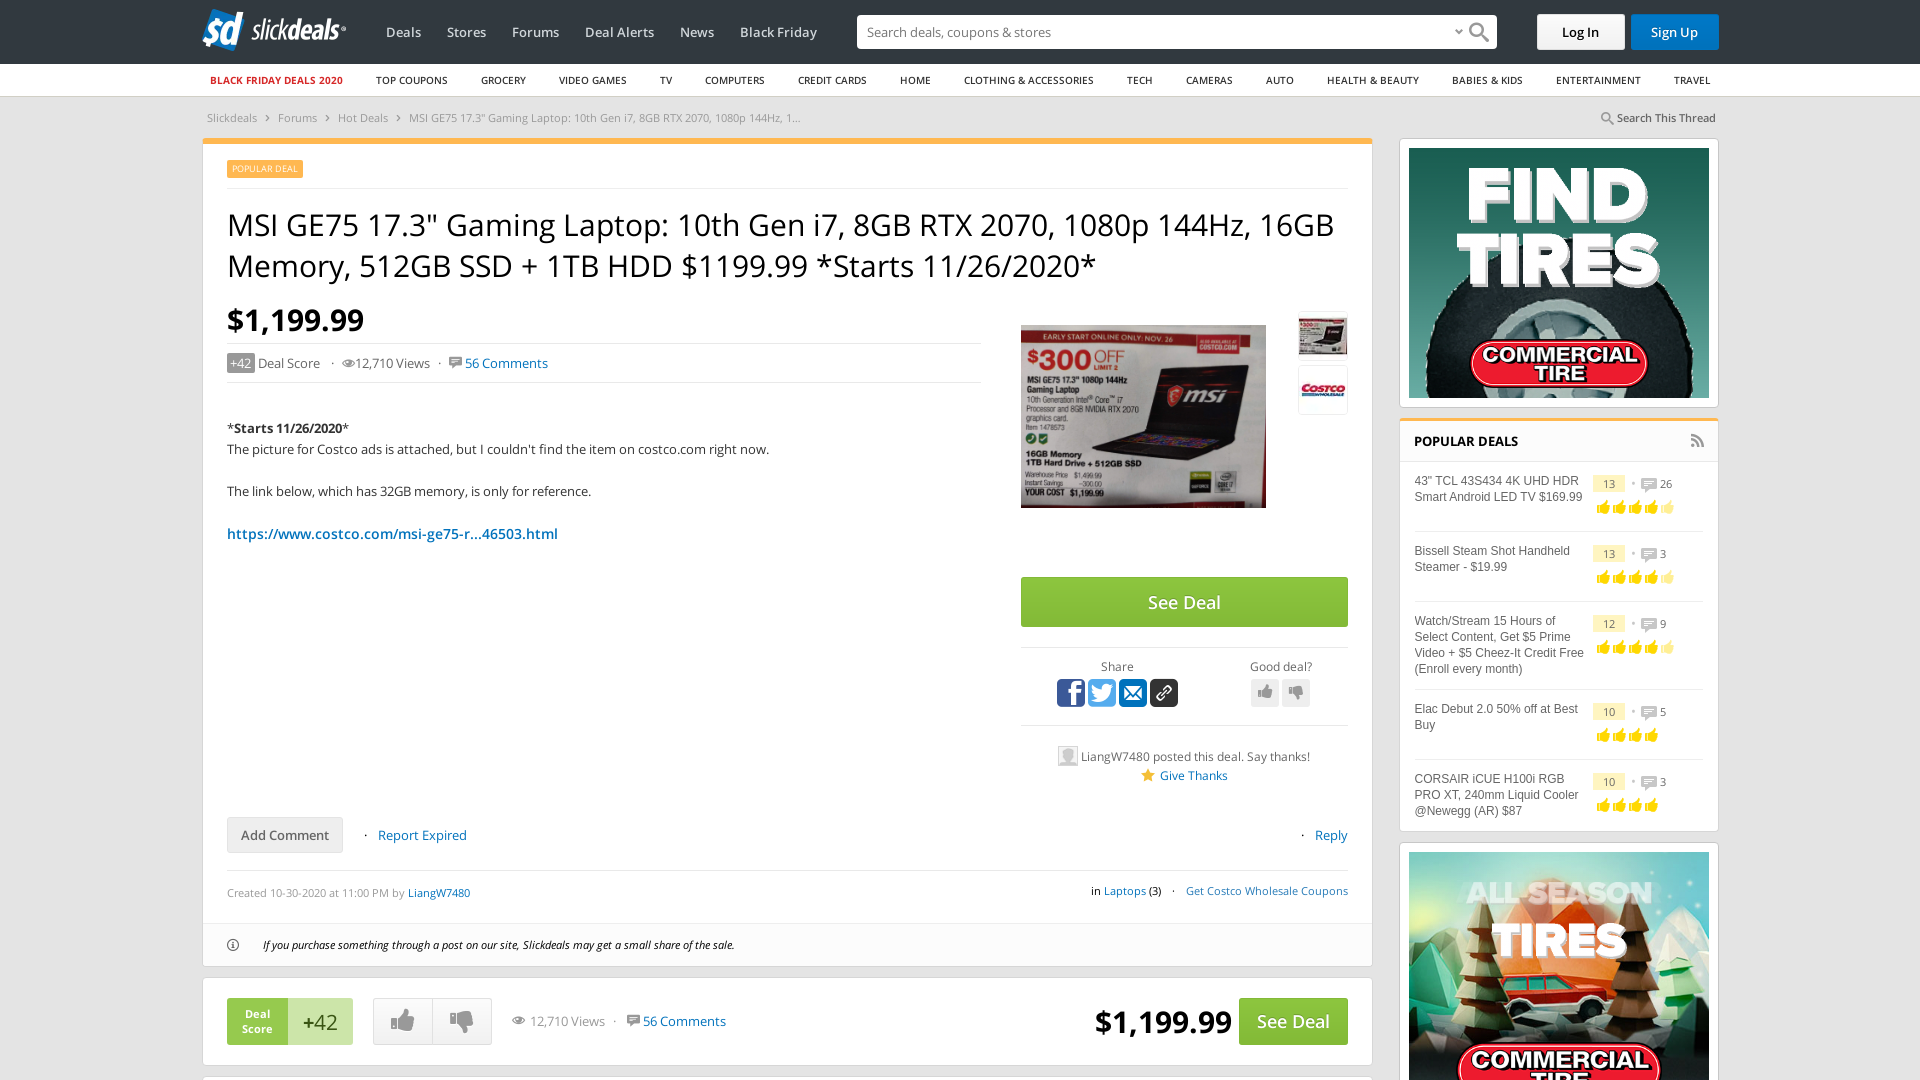 slickdeals
Deals
Stores
Forums
Deal Alerts
News
Black Friday
Search deals, coupons & stores
Log In
Sign Up
BLACK FRIDAY DEALS 2020
TOP COUPONS
GROCERY
VIDEO GAMES
TV
COMPUTERS
CREDIT CARDS
HOME
CLOTHING & ACCESSORIES
TECH
CAMERAS
AUTO
HEALTH & BEAUTY
BABIES & KIDS
ENTERTAINMENT
TRAVEL
Slickdeals › Forums › Hot Deals › MSI GE75 17.3" Gaming Laptop: 10th Gen i7, 8GB RTX 2070, 1080p 144Hz, 1...
Search This Thread
POPULAR DEAL
MSI GE75 17.3" Gaming Laptop: 10th Gen i7, 8GB RTX 2070, 1080p 144Hz, 16GB
Memory, 512GB SSD + 1TB HDD $1199.99 *Starts 11/26/2020*
$1,199.99
+42 Deal Score · 12,710 Views · 56 Comments
*Starts 11/26/2020*
The picture for Costco ads is attached, but I couldn't find the item on costco.com right now.
The link below, which has 32GB memory, is only for reference.
https://www.costco.com/msi-ge75-r...46503.html
EARLY START ONLINE ONLY: NOV. 26
$300 OFF
LIMIT 2
MSI GE75 17.3" 1080p 144Hz
Gaming Laptop
10th Generation Intel® Core™ i7
Processor and 8GB NVIDIA RTX 2070
graphics card.
Item 1478573
16GB Memory
1TB Hard Drive + 512GB SSD
Warehouse Price $1,499.99
Instant Savings -300.00
YOUR COST $1,199.99
msi
COSTCO
WHOLESALE
See Deal
Share
Good deal?
LiangW7480 posted this deal. Say thanks!
Give Thanks
Add Comment
· Report Expired
· Reply
Created 10-30-2020 at 11:00 PM by LiangW7480
in Laptops (3) · Get Costco Wholesale Coupons
If you purchase something through a post on our site, Slickdeals may get a small share of the sale.
Deal
Score
+42
12,710 Views · 56 Comments
$1,199.99
See Deal
FIND
TIRES
COMMERCIAL
TIRE
POPULAR DEALS
43" TCL 43S434 4K UHD HDR
Smart Android LED TV $169.99
13 • 26
Bissell Steam Shot Handheld
Steamer - $19.99
13 • 3
Watch/Stream 15 Hours of
Select Content, Get $5 Prime
Video + $5 Cheez-It Credit Free
(Enroll every month)
12 • 9
Elac Debut 2.0 50% off at Best
Buy
10 • 5
CORSAIR iCUE H100i RGB
PRO XT, 240mm Liquid Cooler
@Newegg (AR) $87
10 • 3
ALL-SEASON
TIRES
COMMERCIAL
TIRE